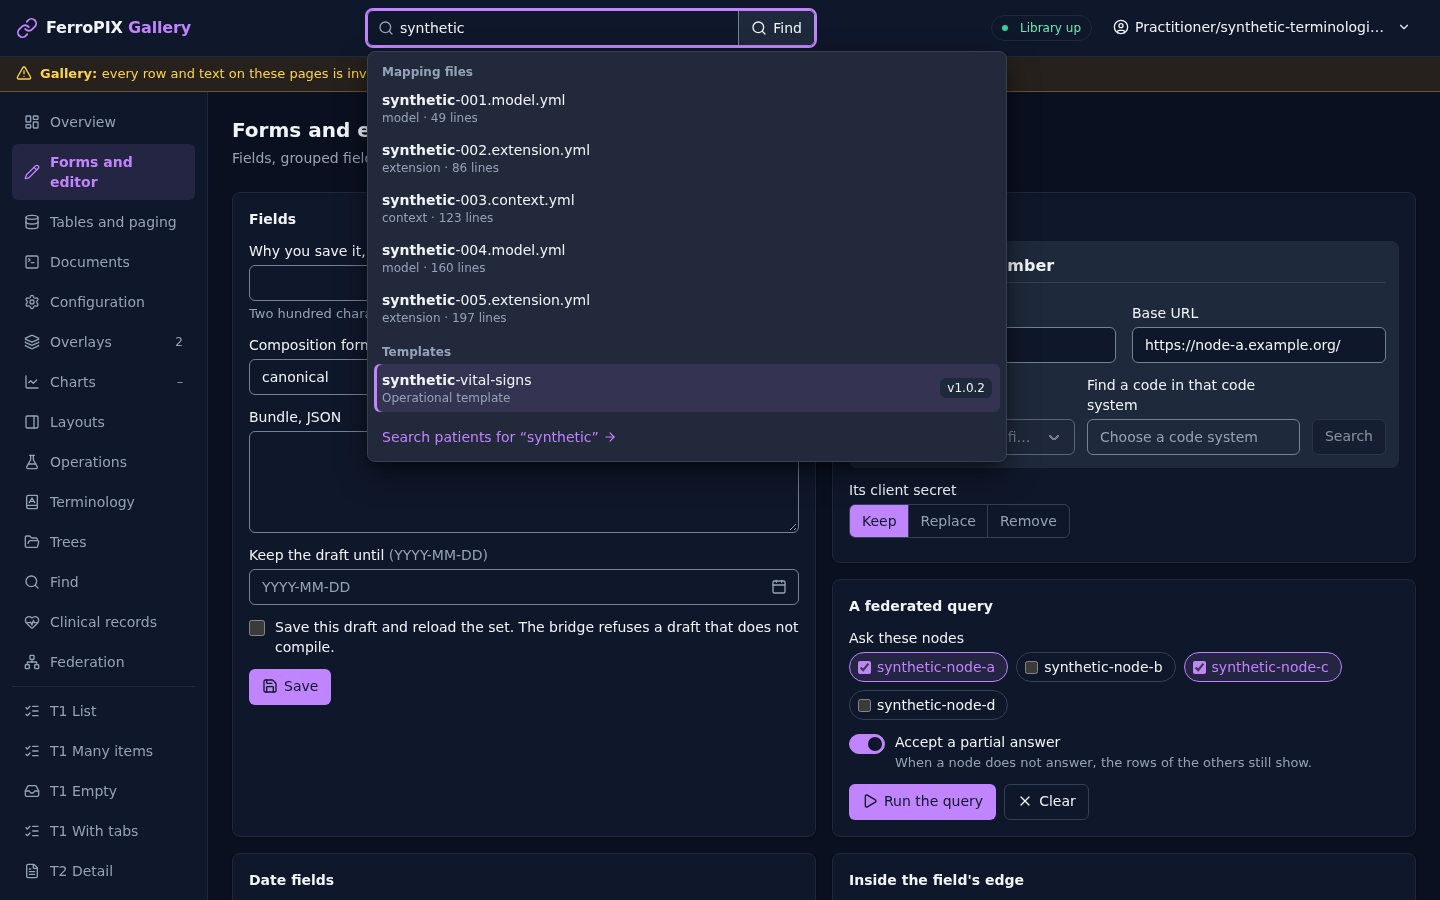 FerroPIX Gallery
synthetic
Find
Library up
Practitioner/synthetic-terminologi...
Gallery: every row and text on these pages is inv
Overview
Forms and editor
Tables and paging
Documents
Configuration
Overlays 2
Charts –
Layouts
Operations
Terminology
Trees
Find
Clinical records
Federation
T1 List
T1 Many items
T1 Empty
T1 With tabs
T2 Detail
Mapping files
synthetic-001.model.yml
model · 49 lines
synthetic-002.extension.yml
extension · 86 lines
synthetic-003.context.yml
context · 123 lines
synthetic-004.model.yml
model · 160 lines
synthetic-005.extension.yml
extension · 197 lines
Templates
synthetic-vital-signs
Operational template
v1.0.2
Search patients for “synthetic” →
Forms and e
Fields, grouped fiel
Fields
Why you save it,
Two hundred chara
Composition form
canonical
Bundle, JSON
Keep the draft until (YYYY-MM-DD)
YYYY-MM-DD
Save this draft and reload the set. The bridge refuses a draft that does not
compile.
Save
mber
Base URL
https://node-a.example.org/
Find a code in that code
system
fi...
Choose a code system
Search
Its client secret
Keep
Replace
Remove
A federated query
Ask these nodes
synthetic-node-a
synthetic-node-b
synthetic-node-c
synthetic-node-d
Accept a partial answer
When a node does not answer, the rows of the others still show.
Run the query
Clear
Date fields
Inside the field's edge